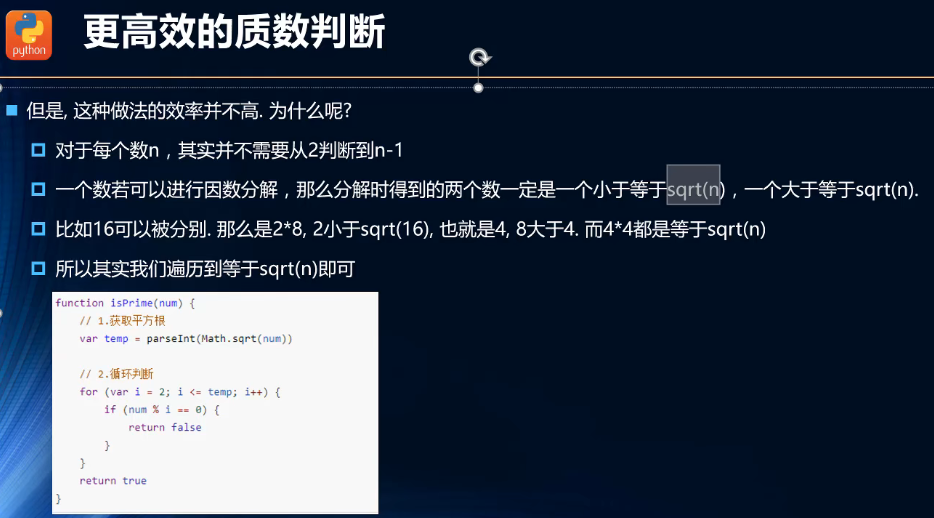 python
更高效的质数判断
但是, 这种做法的效率并不高. 为什么呢?
对于每个数n，其实并不需要从2判断到n-1
一个数若可以进行因数分解，那么分解时得到的两个数一定是一个小于等于sqrt(n)，一个大于等于sqrt(n).
比如16可以被分别. 那么是2*8, 2小于sqrt(16), 也就是4, 8大于4. 而4*4都是等于sqrt(n)
所以其实我们遍历到等于sqrt(n)即可
function isPrime(num) {
    // 1.获取平方根
    var temp = parseInt(Math.sqrt(num))
    // 2.循环判断
    for (var i = 2; i <= temp; i++) {
        if (num % i == 0) {
            return false
        }
    }
    return true
}